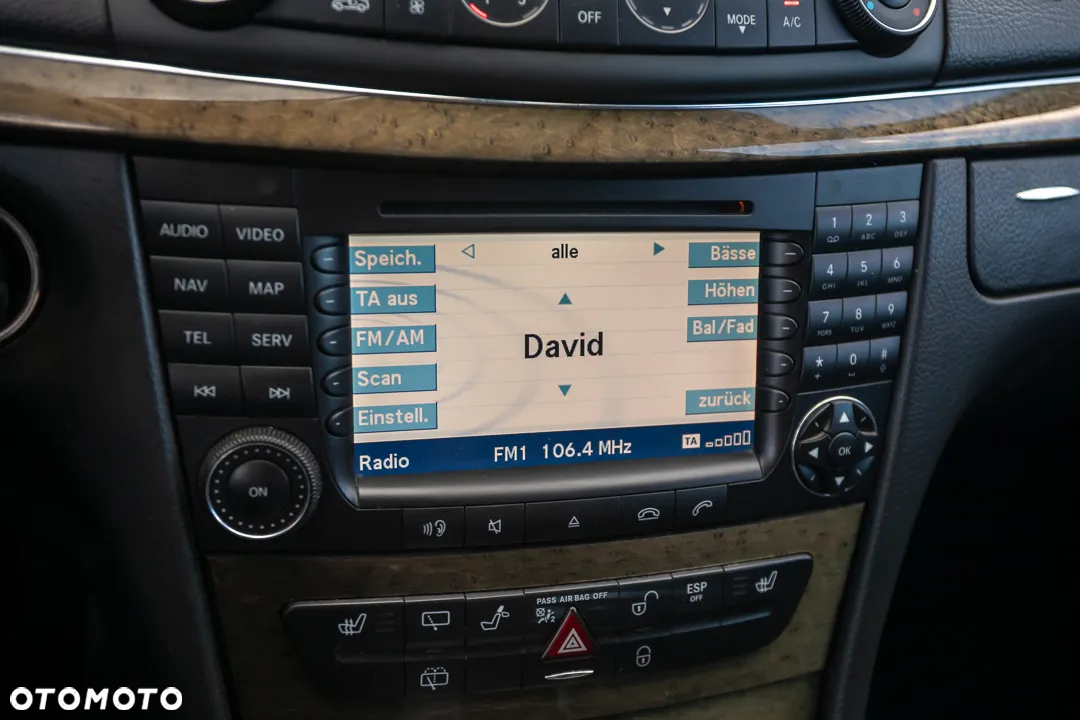 OFF
MODE
A/C
AUDIO VIDEO
NAV MAP
TEL SERV
ON
Speich.
TA aus
FM/AM
Scan
Einstell.
alle
David
Bässe
Höhen
Bal/Fad
zurück
Radio FM1 106.4 MHz TA
1 2 ABC 3 DEF
4 GHI 5 JKL 6 MNO
7 PQRS 8 TUV 9 WXYZ
* 0 #
+
OK
PASS AIR BAG OFF
ESP
OFF
OTOMOTO